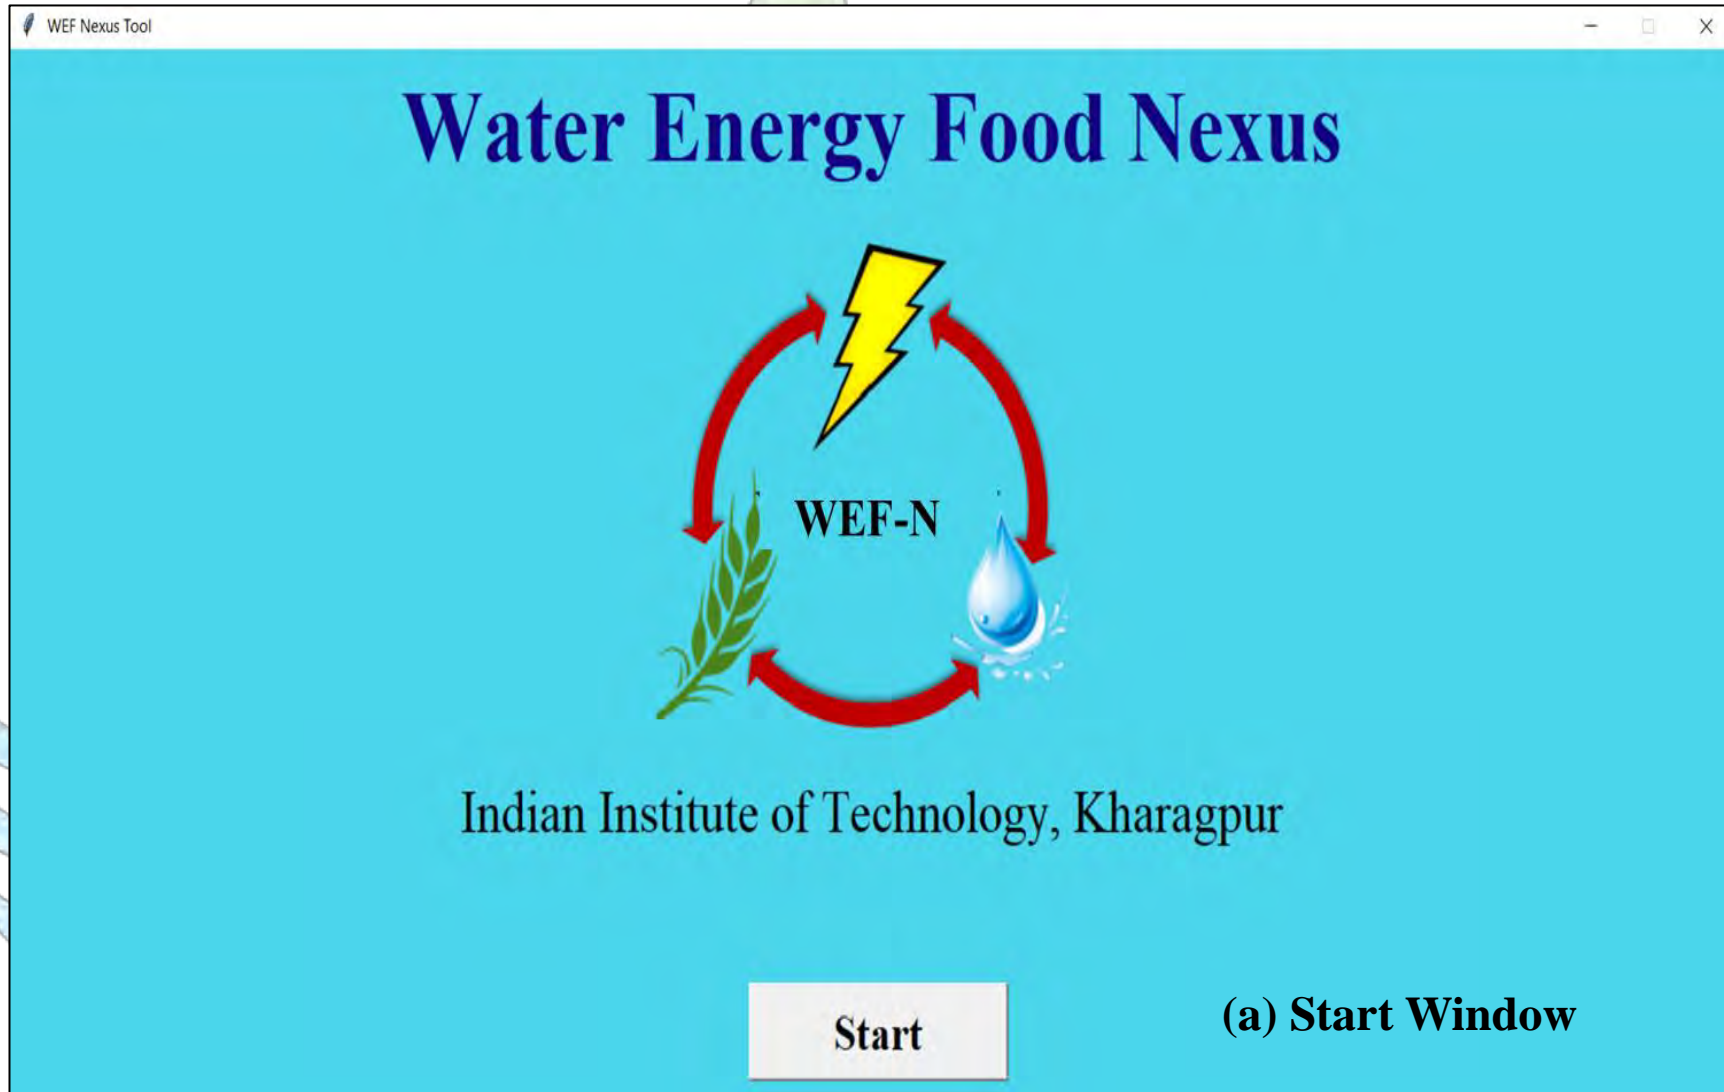 WEF Nexus Tool
Water Energy Food Nexus
WEF-N
Indian Institute of Technology, Kharagpur
Start
(a) Start Window